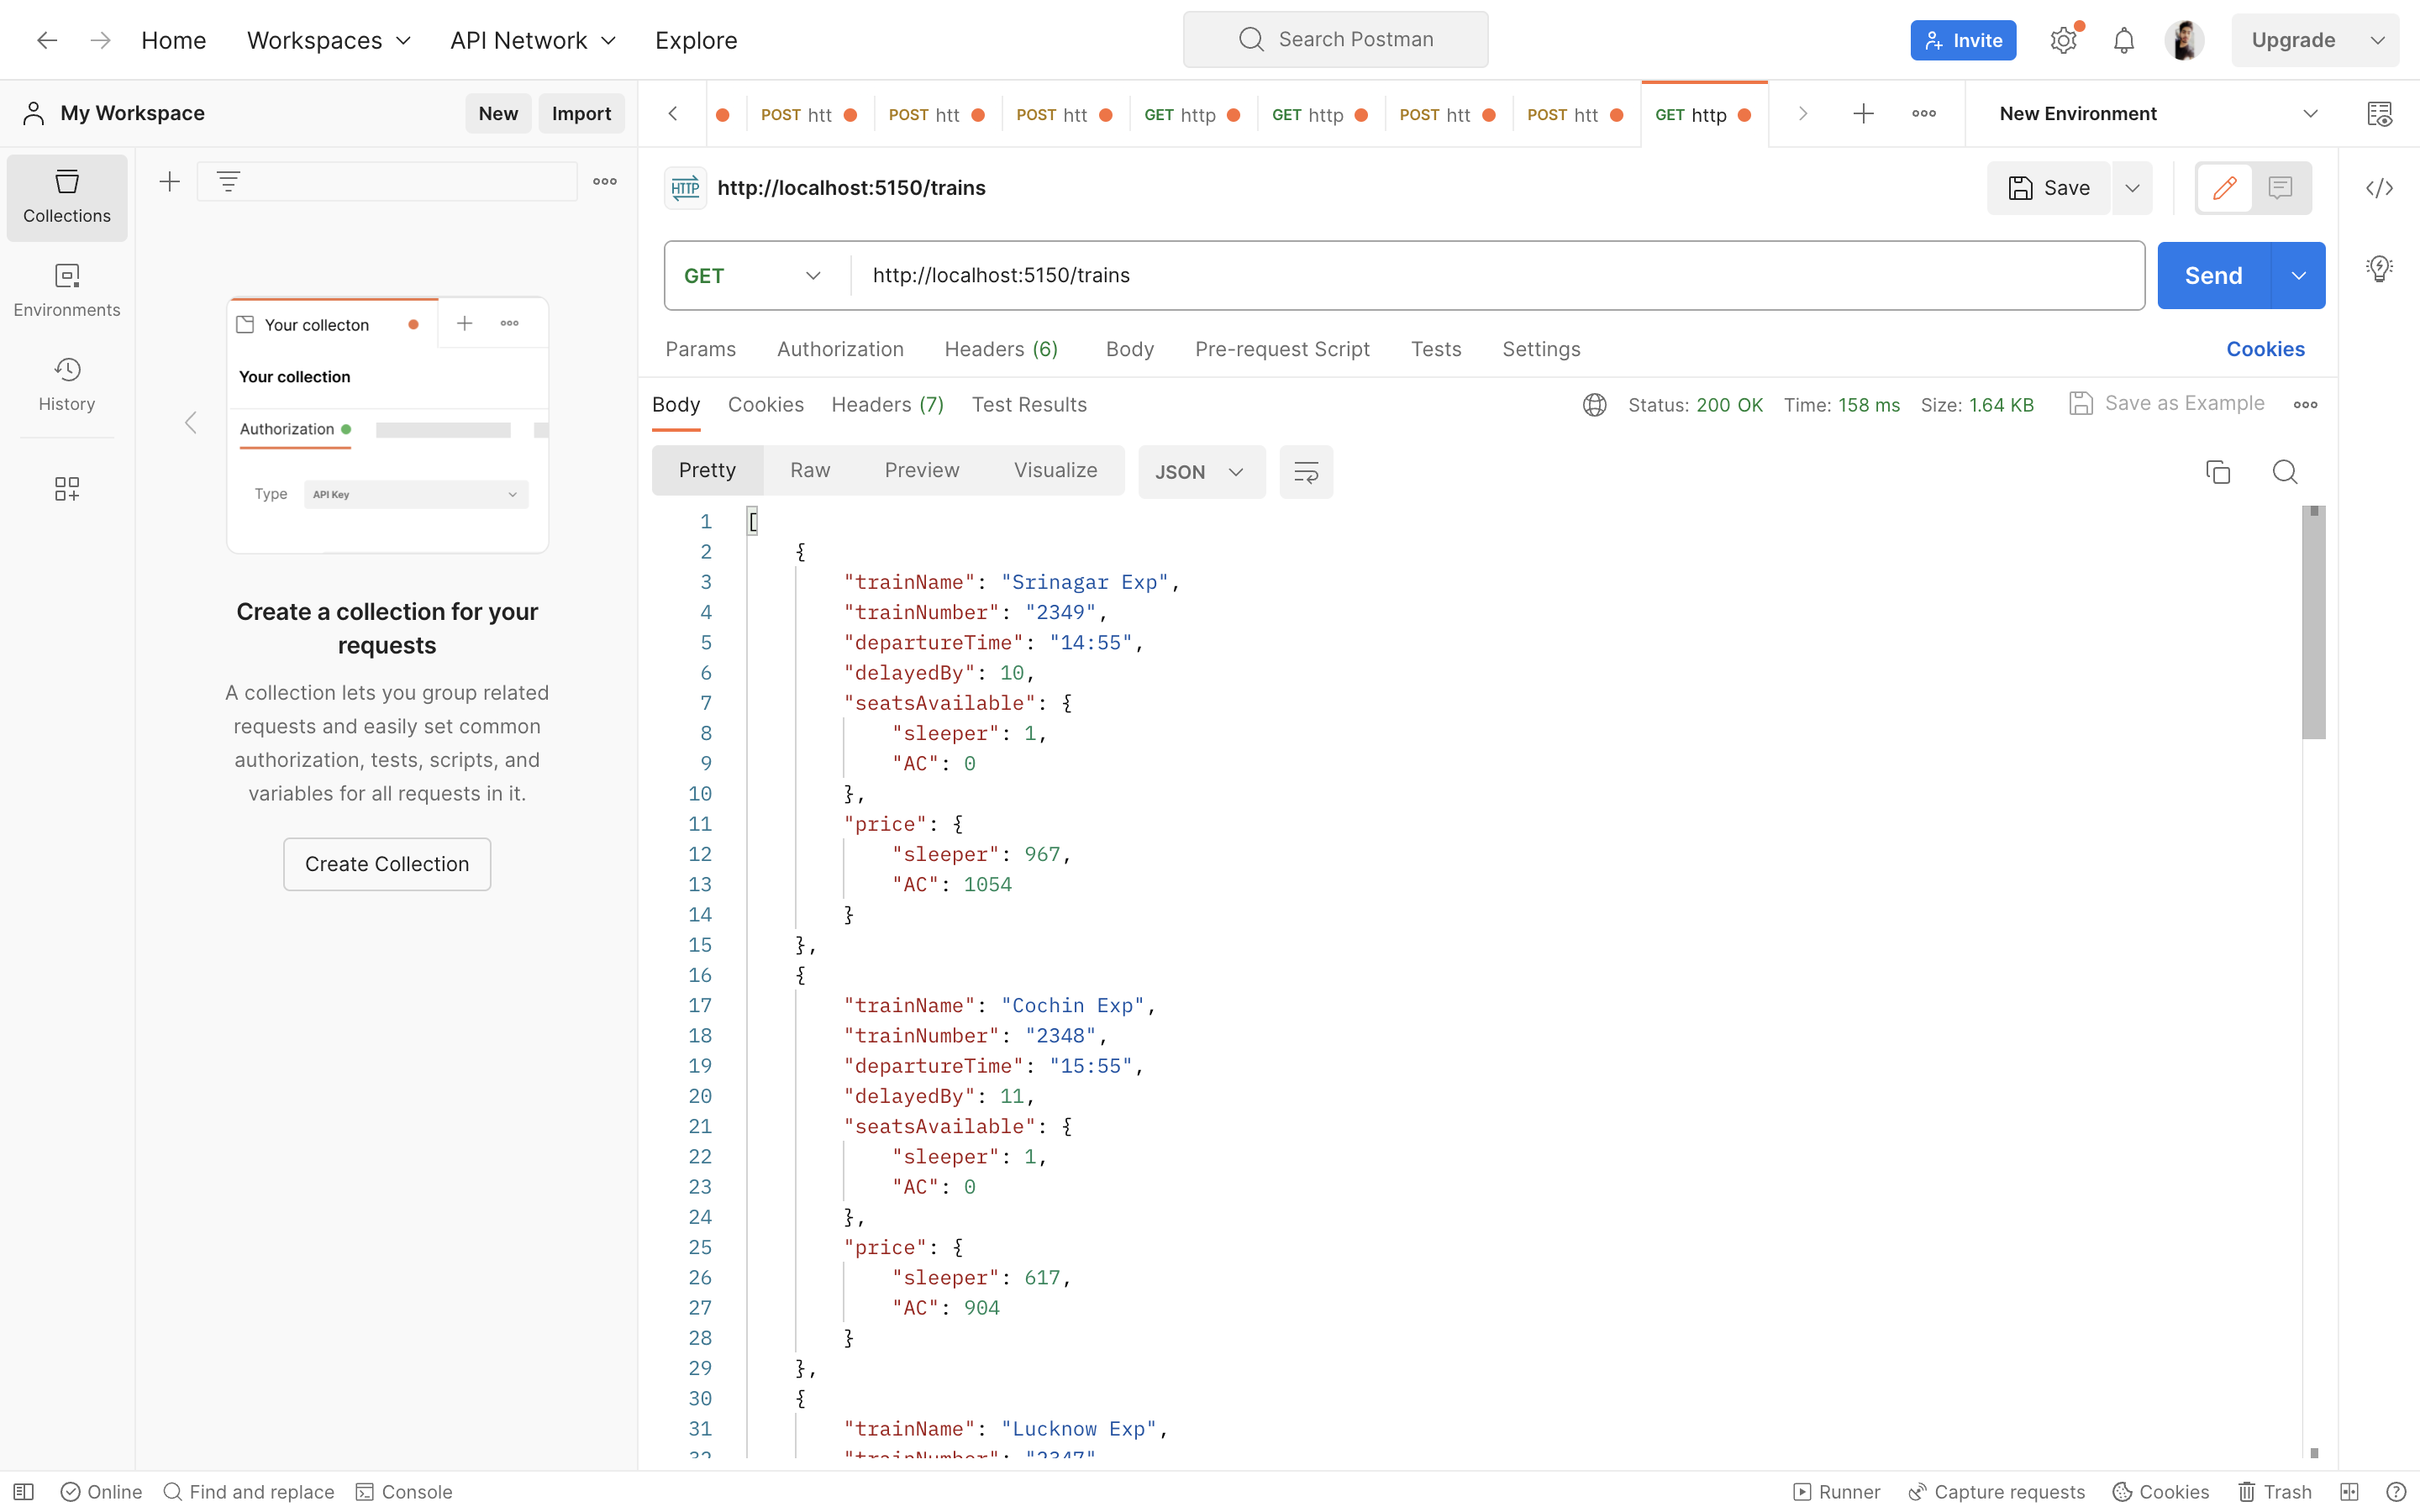 Home Workspaces API Network Explore Search Postman Invite Upgrade
My Workspace New Import POST htt POST htt POST htt GET http GET http POST htt POST htt GET http New Environment
Collections
Environments
History
Your collecton
Your collection
Authorization
Type API Key
Create a collection for your
requests
A collection lets you group related
requests and easily set common
authorization, tests, scripts, and
variables for all requests in it.
Create Collection
HTTP http://localhost:5150/trains Save
GET http://localhost:5150/trains Send
Params Authorization Headers (6) Body Pre-request Script Tests Settings Cookies
Body Cookies Headers (7) Test Results Status: 200 OK Time: 158 ms Size: 1.64 KB Save as Example
Pretty Raw Preview Visualize JSON
1 [
2 {
3 "trainName": "Srinagar Exp",
4 "trainNumber": "2349",
5 "departureTime": "14:55",
6 "delayedBy": 10,
7 "seatsAvailable": {
8 "sleeper": 1,
9 "AC": 0
10 },
11 "price": {
12 "sleeper": 967,
13 "AC": 1054
14 }
15 },
16 {
17 "trainName": "Cochin Exp",
18 "trainNumber": "2348",
19 "departureTime": "15:55",
20 "delayedBy": 11,
21 "seatsAvailable": {
22 "sleeper": 1,
23 "AC": 0
24 },
25 "price": {
26 "sleeper": 617,
27 "AC": 904
28 }
29 },
30 {
31 "trainName": "Lucknow Exp",
32 "trainNumber": "2347"
Online Find and replace Console Runner Capture requests Cookies Trash